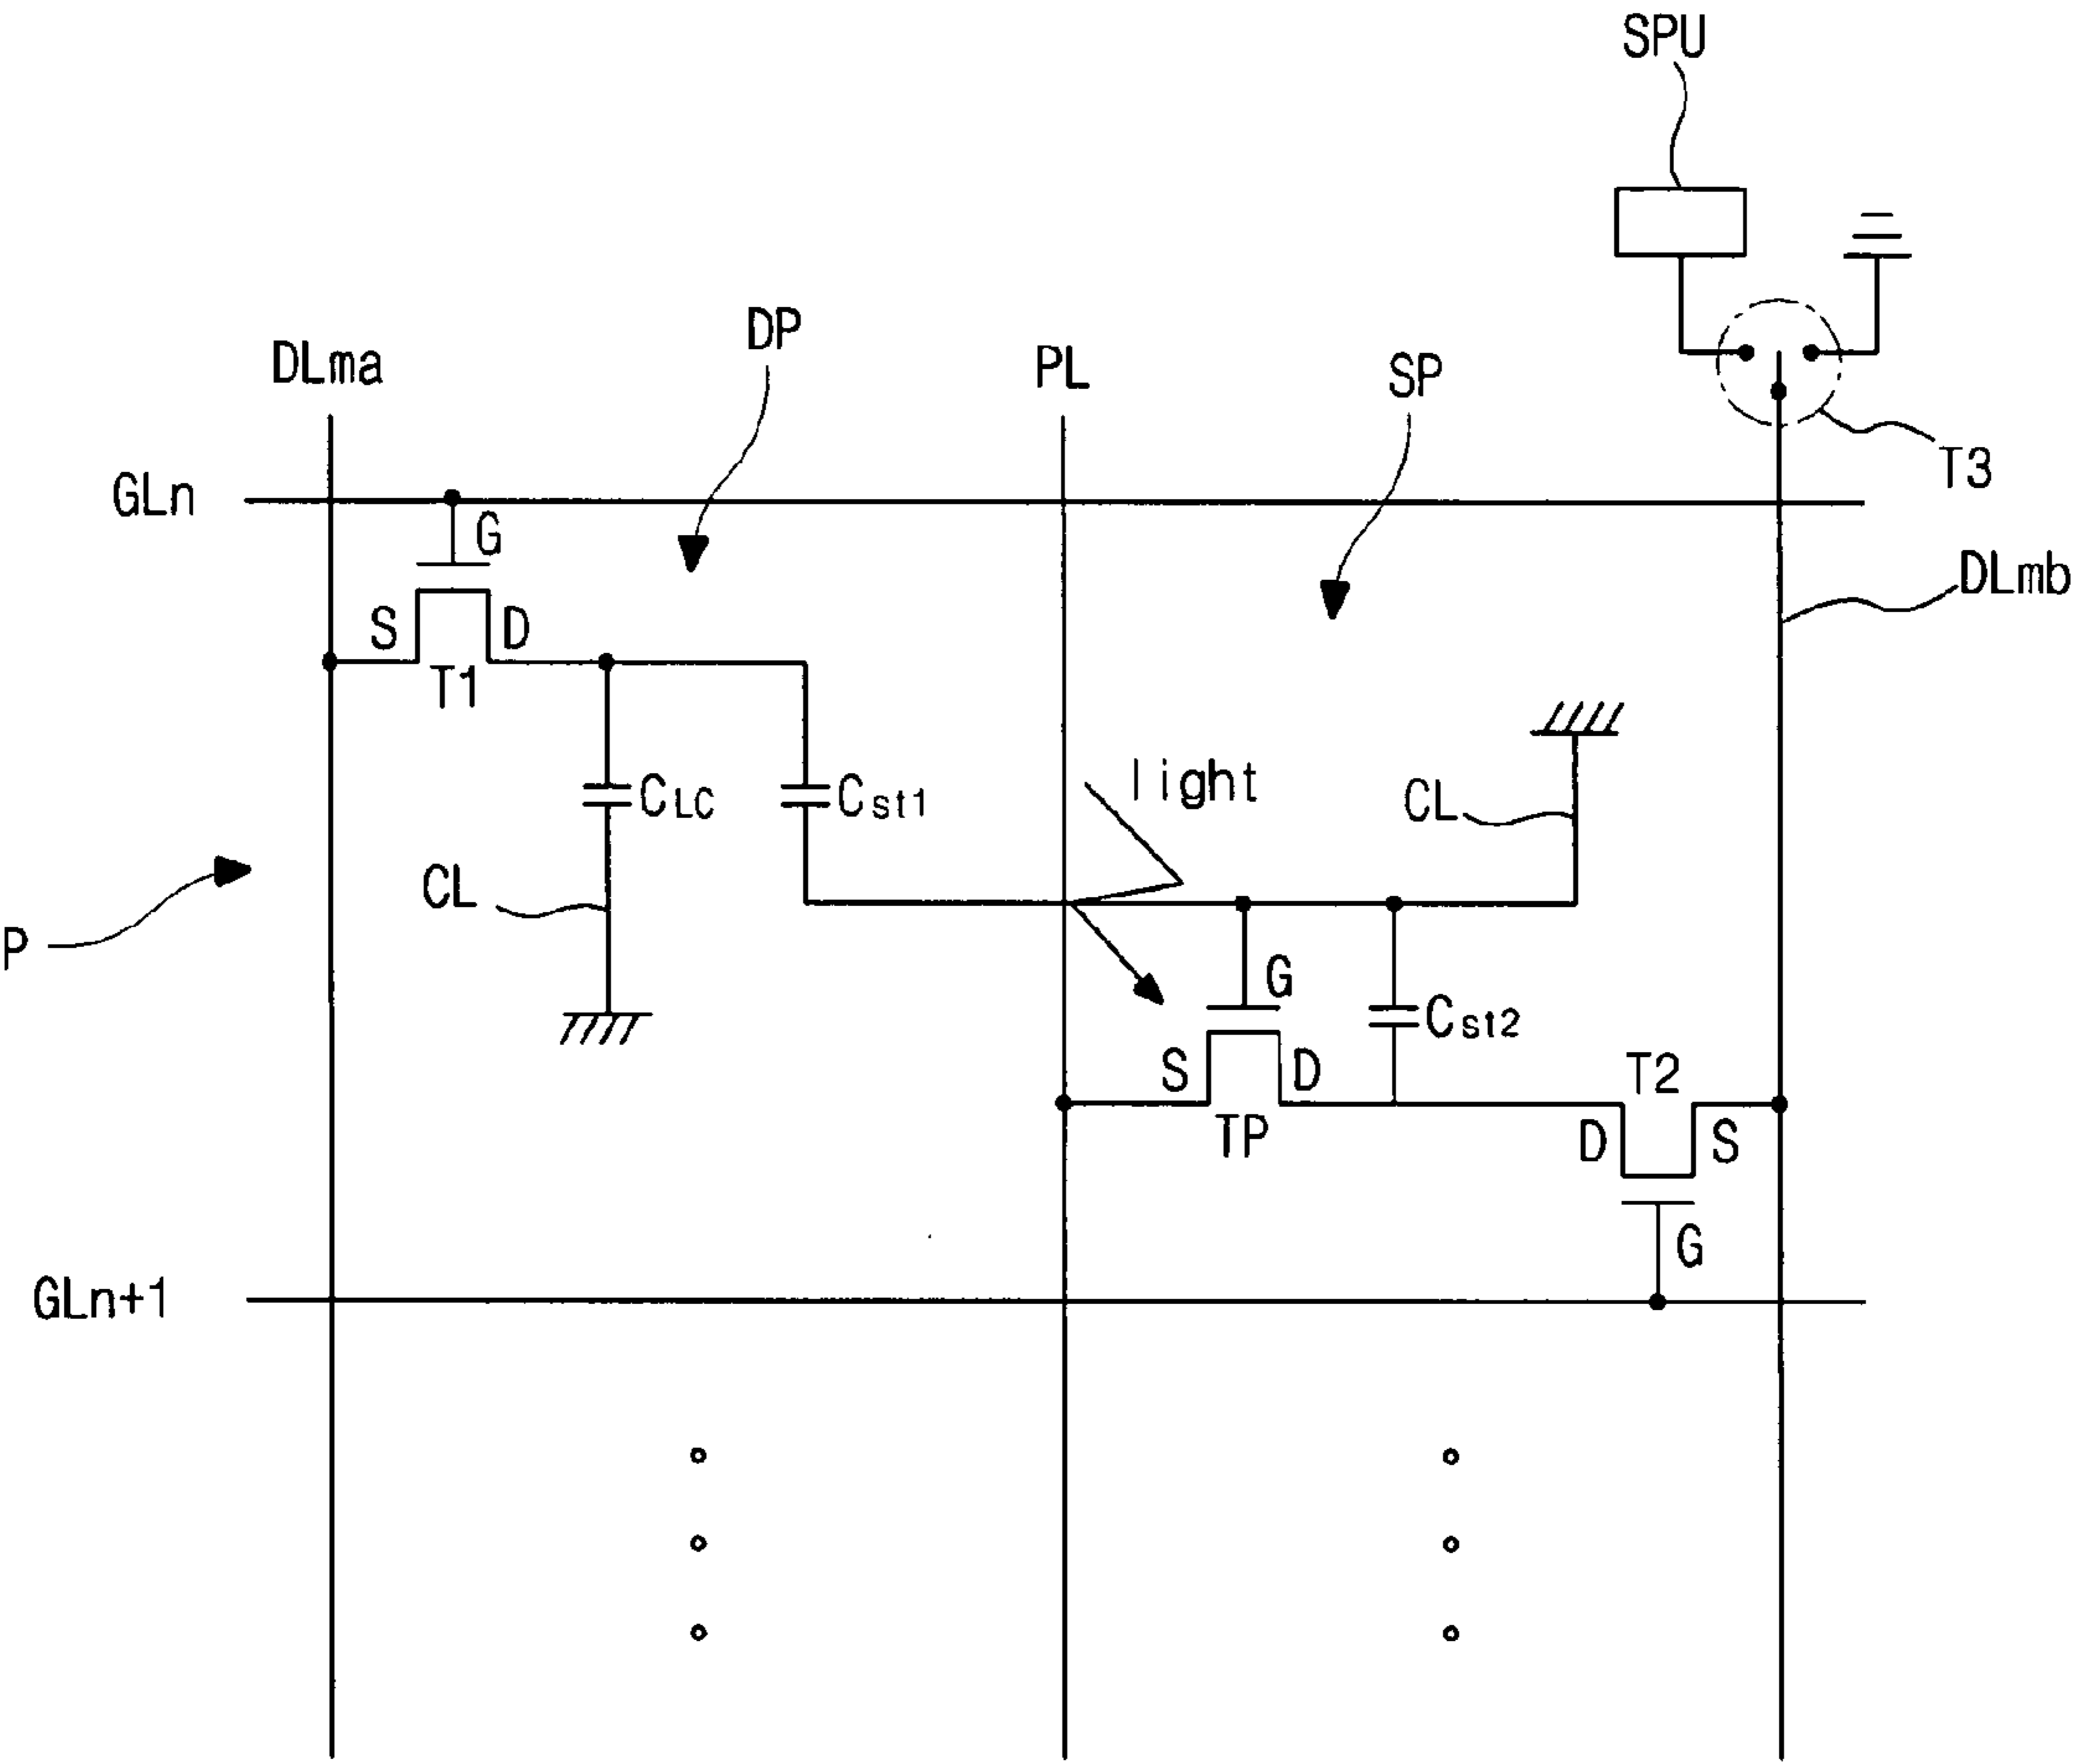 SPU
DP
DLma
PL
SP
T3
GLn
G
DLmb
S
D
T1
light
CLC
Cst1
CL
CL
P
G
Cst2
S
D
T2
TP
D
S
G
GLn+1